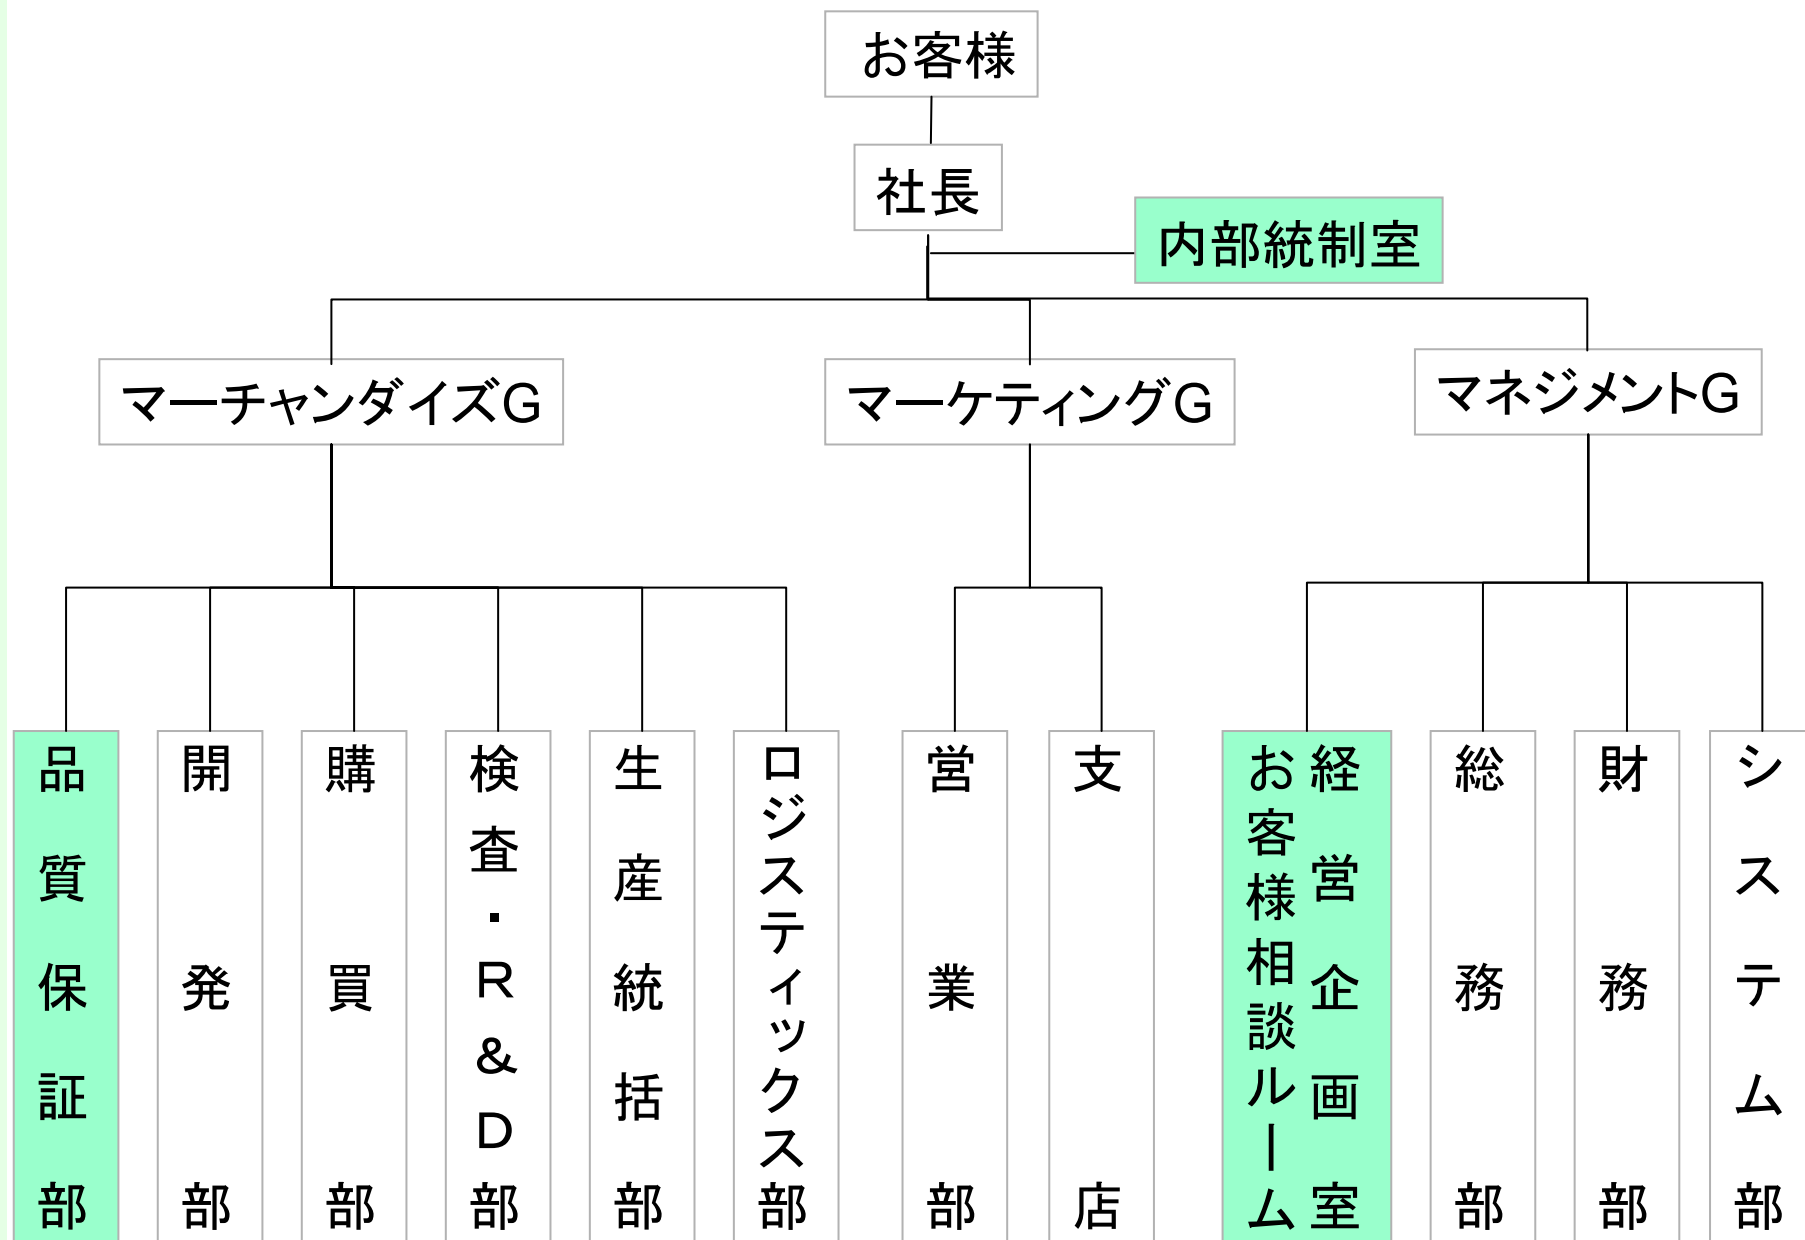 お客様
社長
内部統制室
マーチャンダイズG
マーケティングG
マネジメントG
品質保証部
開発部
購買部
検査・R&D部
生産統括部
ロジスティックス部
営業部
支店
経営企画室
お客様相談ルーム
総務部
財務部
システム部